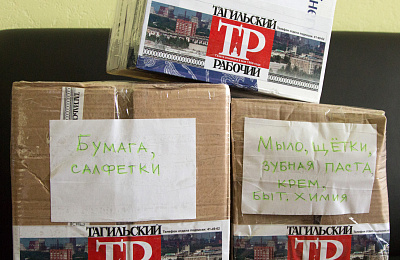 ТАГИЛЬСКИЙ
ТР
РАБОЧИЙ
БУМАГА,
САЛФЕТКИ
МЫЛО, ЩЁТКИ,
ЗУБНАЯ ПАСТА,
КРЕМ.
БЫТ. ХИМИЯ
ТАГИЛЬСКИЙ
ТР
ТАГИЛЬСКИЙ
ТР